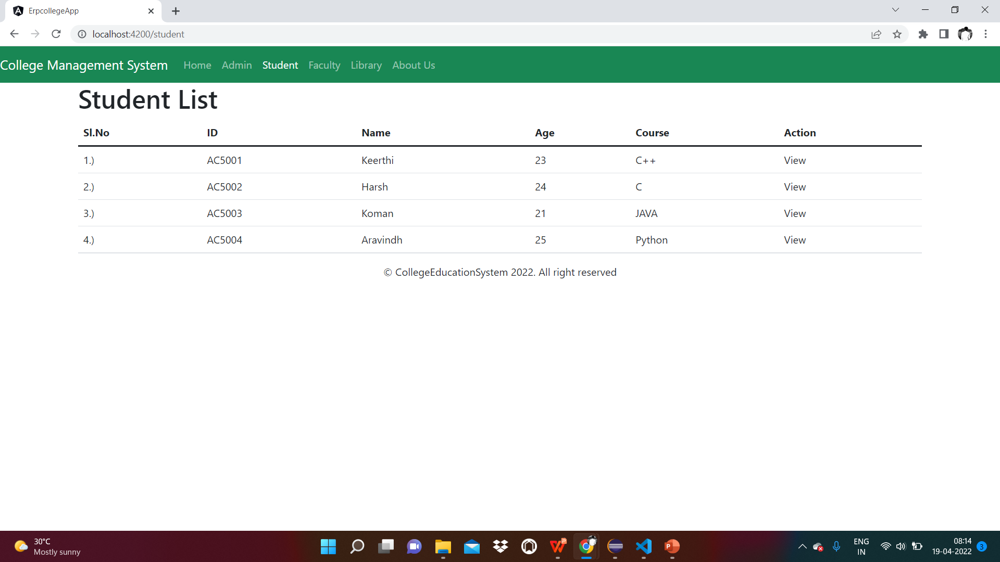 ErpcollegeApp
localhost:4200/student
College Management System Home Admin Student Faculty Library About Us
Student List
Sl.No ID Name Age Course Action
1.) AC5001 Keerthi 23 C++ View
2.) AC5002 Harsh 24 C View
3.) AC5003 Koman 21 JAVA View
4.) AC5004 Aravindh 25 Python View
© CollegeEducationSystem 2022. All right reserved
30°C
Mostly sunny
ENG
IN
08:14
19-04-2022
3